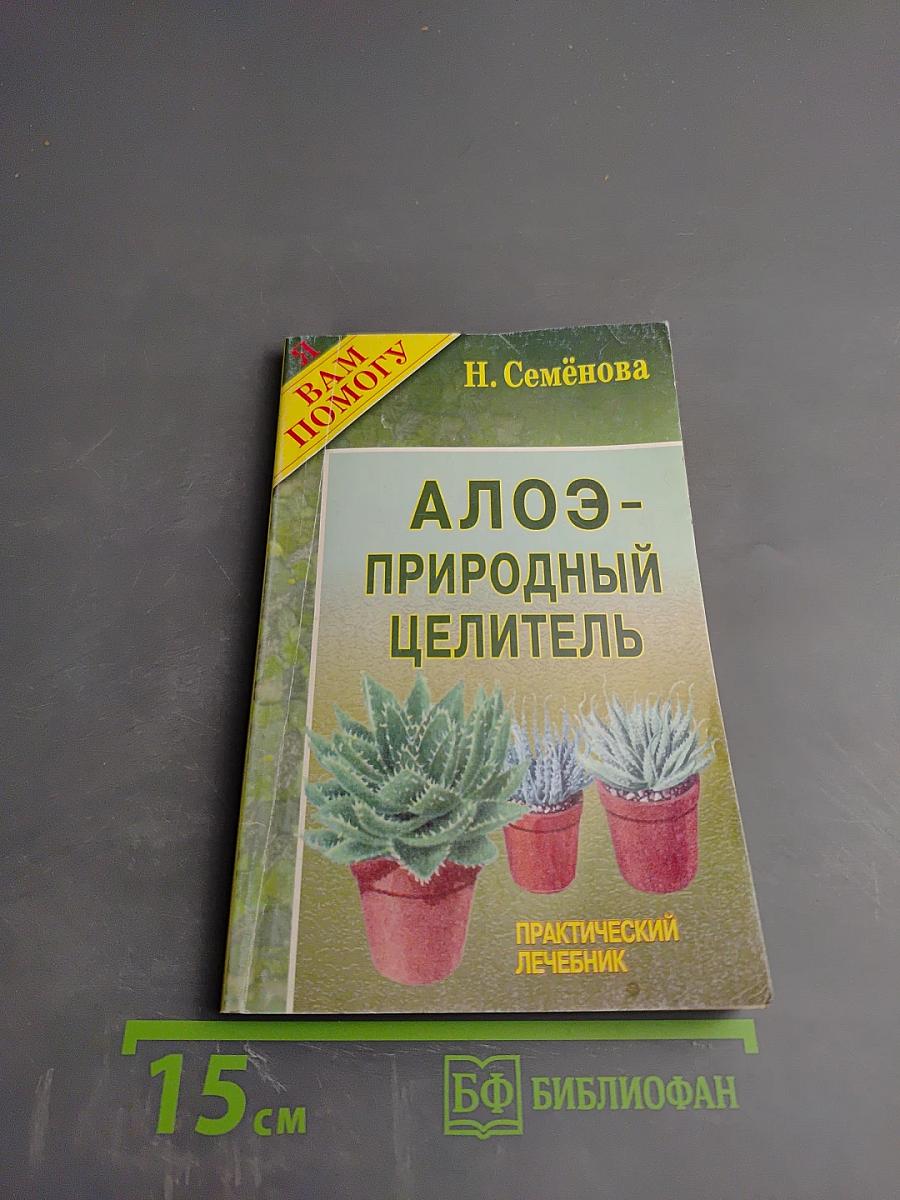 Я
ВАМ
ПОМОГУ
Н. Семёнова
АЛОЭ-
ПРИРОДНЫЙ
ЦЕЛИТЕЛЬ
ПРАКТИЧЕСКИЙ
ЛЕЧЕБНИК
15 см
БФ БИБЛИОФАН